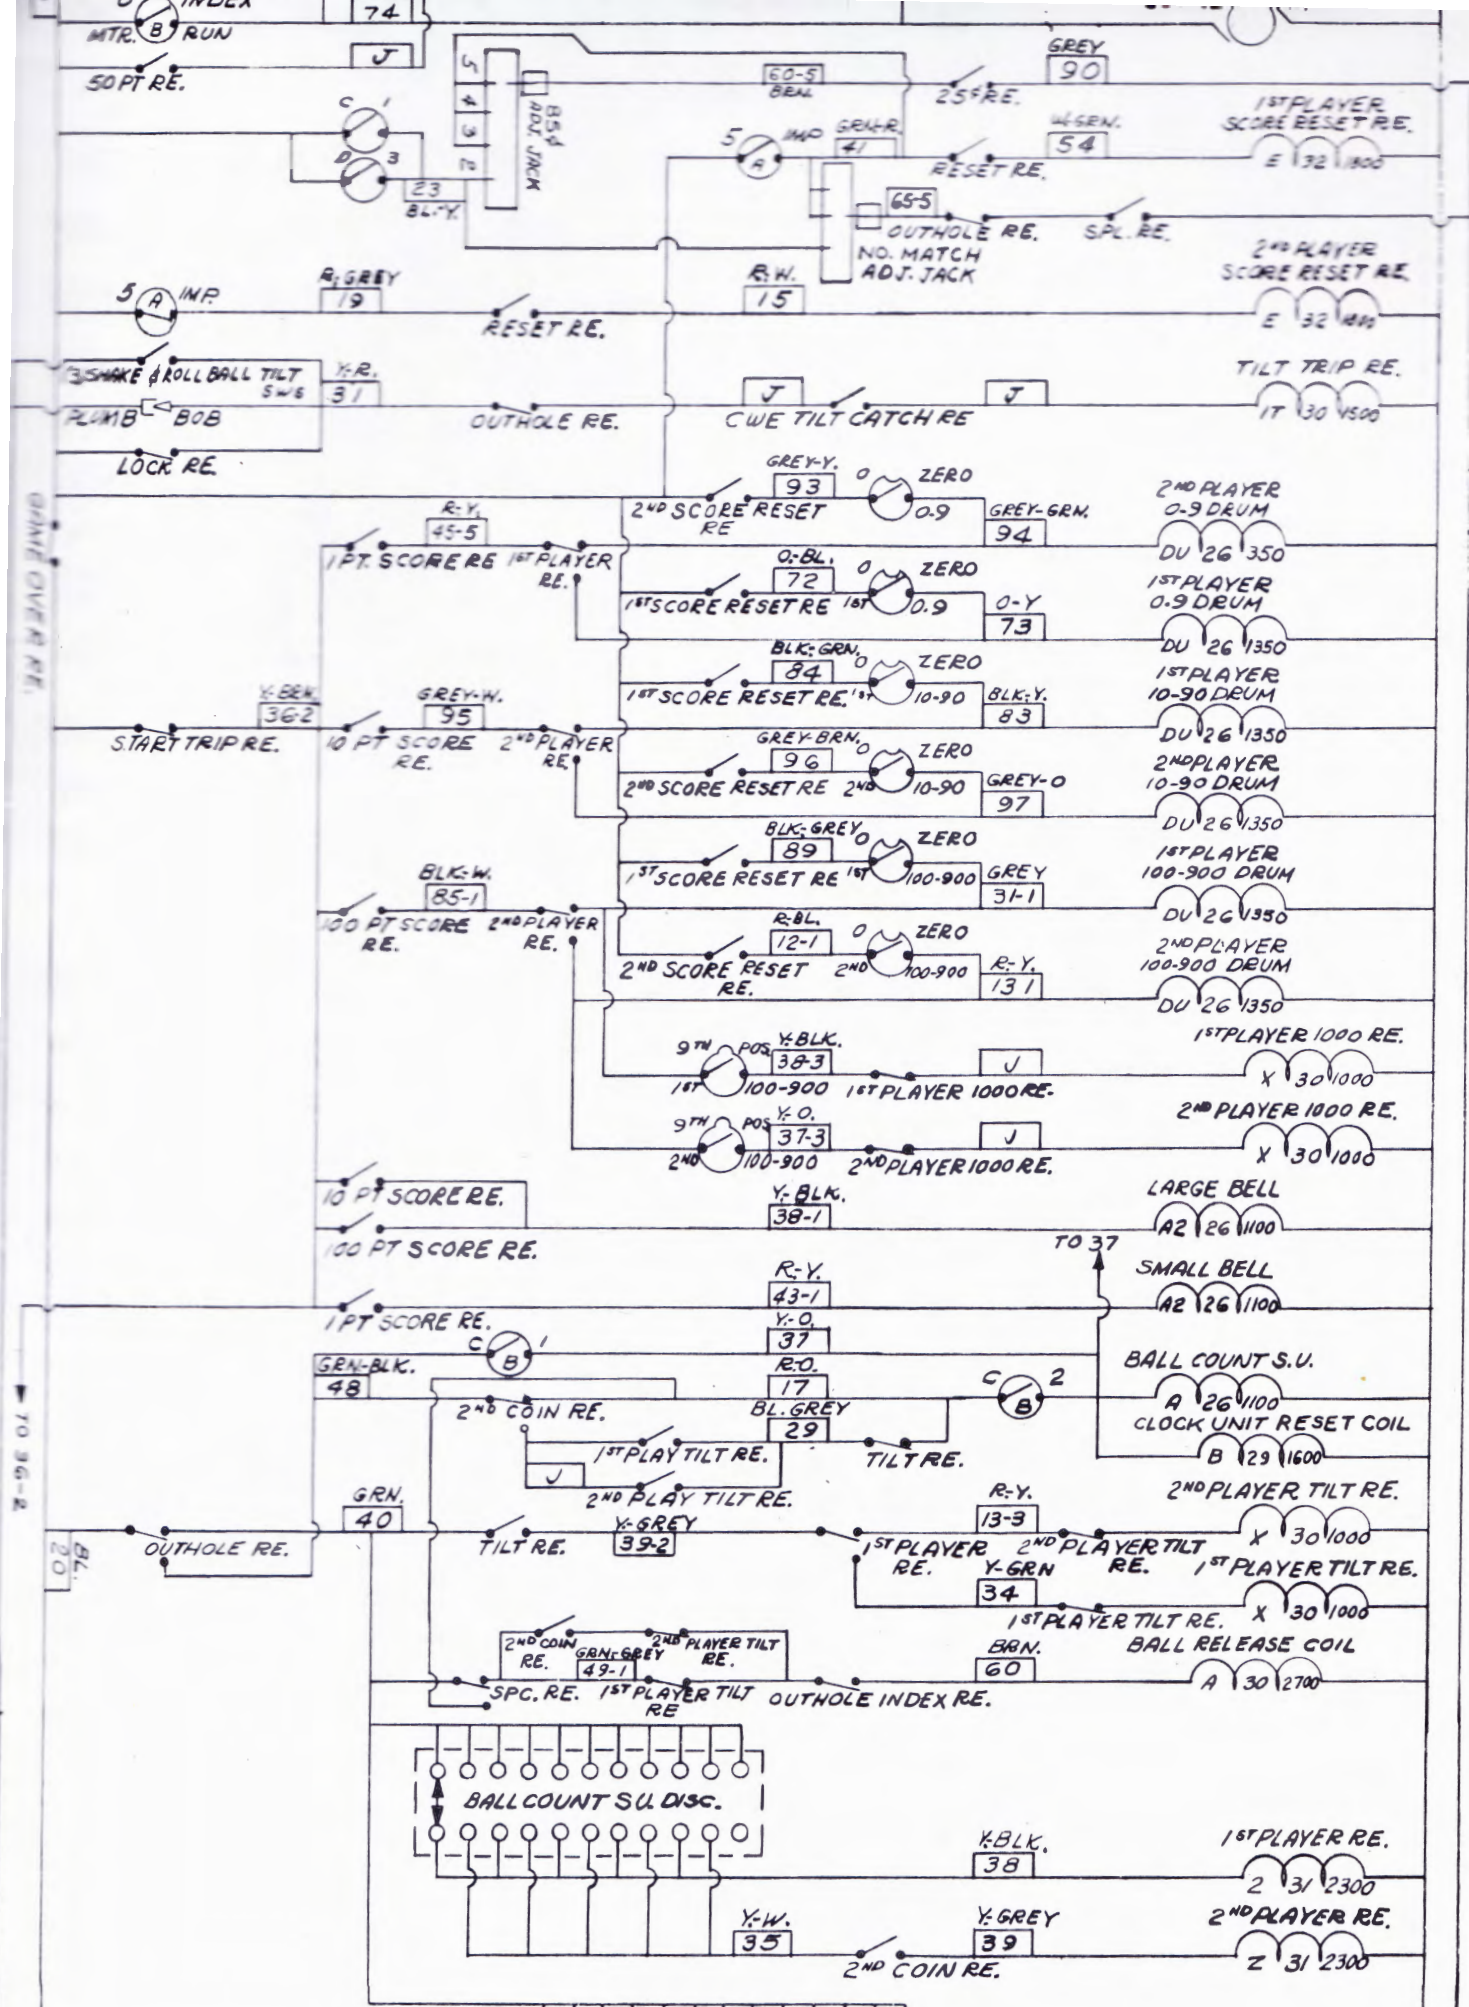 INDEX
74
MTR. B RUN
J
50 PT RE.
GREY
90
60-5
BRN.
25¢ RE.
5
4
3
2
85¢
ADJ. JACK
C 1
D 3
23
BL-Y.
5 A IMP
GRN-R.
41
W-GRN.
54
RESET RE.
1ST PLAYER
SCORE RESET RE.
E 32 1800
65-5
OUTHOLE RE.
SPL. RE.
NO. MATCH
ADJ. JACK
2ND PLAYER
SCORE RESET RE.
E 32 1800
5 A IMP.
R-GREY
19
RESET RE.
R-W.
15
(3) SHAKE & ROLL BALL TILT
SWS
Y-R.
31
PLUMB BOB
LOCK RE.
OUTHOLE RE.
J
CWE TILT CATCH RE
J
TILT TRIP RE.
1T 30 1500
GAME OVER RE.
GREY-Y.
93
0 ZERO
0.9
2ND SCORE RESET
RE
R-Y.
45-5
1 PT. SCORE RE
1ST PLAYER
RE.
GREY-GRN.
94
2ND PLAYER
0.9 DRUM
DU 26 350
O-BL.
72
0 ZERO
1ST SCORE RESET RE
1ST
0.9
O-Y
73
1ST PLAYER
0.9 DRUM
DU 26 1350
BLK-GRN.
84
0 ZERO
1ST SCORE RESET RE.
1ST
10-90
BLK-Y.
83
1ST PLAYER
10-90 DRUM
DU 26 1350
Y-BRN.
36-2
START TRIP RE.
GREY-W.
95
10 PT SCORE
RE.
2ND PLAYER
RE
GREY-BRN.
96
0 ZERO
2ND SCORE RESET RE
2ND
10-90
GREY-O
97
2ND PLAYER
10-90 DRUM
DU 26 1350
BLK-GREY
89
0 ZERO
1ST SCORE RESET RE
1ST
100-900
GREY
31-1
1ST PLAYER
100-900 DRUM
DU 26 1350
BLK-W.
85-1
100 PT SCORE
RE.
2ND PLAYER
RE.
R-BL.
12-1
0 ZERO
2ND SCORE RESET
RE.
2ND
100-900
R-Y.
131
2ND PLAYER
100-900 DRUM
DU 26 1350
9TH POS.
Y-BLK.
38-3
1ST
100-900
1ST PLAYER 1000 RE.
J
1ST PLAYER 1000 RE.
X 30 1000
9TH POS
Y-O.
37-3
2ND
100-900
2ND PLAYER 1000 RE.
J
2ND PLAYER 1000 RE.
X 30 1000
10 PT SCORE RE.
100 PT SCORE RE.
Y-BLK.
38-1
LARGE BELL
A2 26 1100
TO 37
1 PT SCORE RE.
R-Y.
43-1
SMALL BELL
A2 26 1100
TO 36-2
C B 1
Y-O.
37
GRN-BLK.
48
2ND COIN RE.
R-O.
17
C B 2
BALL COUNT S.U.
A 26 1100
BL. GREY
29
1ST PLAY TILT RE.
TILT RE.
CLOCK UNIT RESET COIL
B 29 1600
J
2ND PLAY TILT RE.
BL.
20
OUTHOLE RE.
GRN.
40
TILT RE.
Y-GREY
39-2
1ST PLAYER
RE.
R-Y.
13-3
2ND PLAYER TILT
RE.
2ND PLAYER TILT RE.
X 30 1000
Y-GRN
34
1ST PLAYER TILT RE.
1ST PLAYER TILT RE.
X 30 1000
2ND COIN
RE.
2ND PLAYER TILT
RE.
SPC. RE.
GRN-GREY
49-1
1ST PLAYER TILT
RE
OUTHOLE INDEX RE.
BRN.
60
BALL RELEASE COIL
A 30 2700
BALL COUNT S.U. DISC.
Y-BLK.
38
1ST PLAYER RE.
Z 31 2300
Y-W.
35
2ND COIN RE.
Y-GREY
39
2ND PLAYER RE.
Z 31 2300